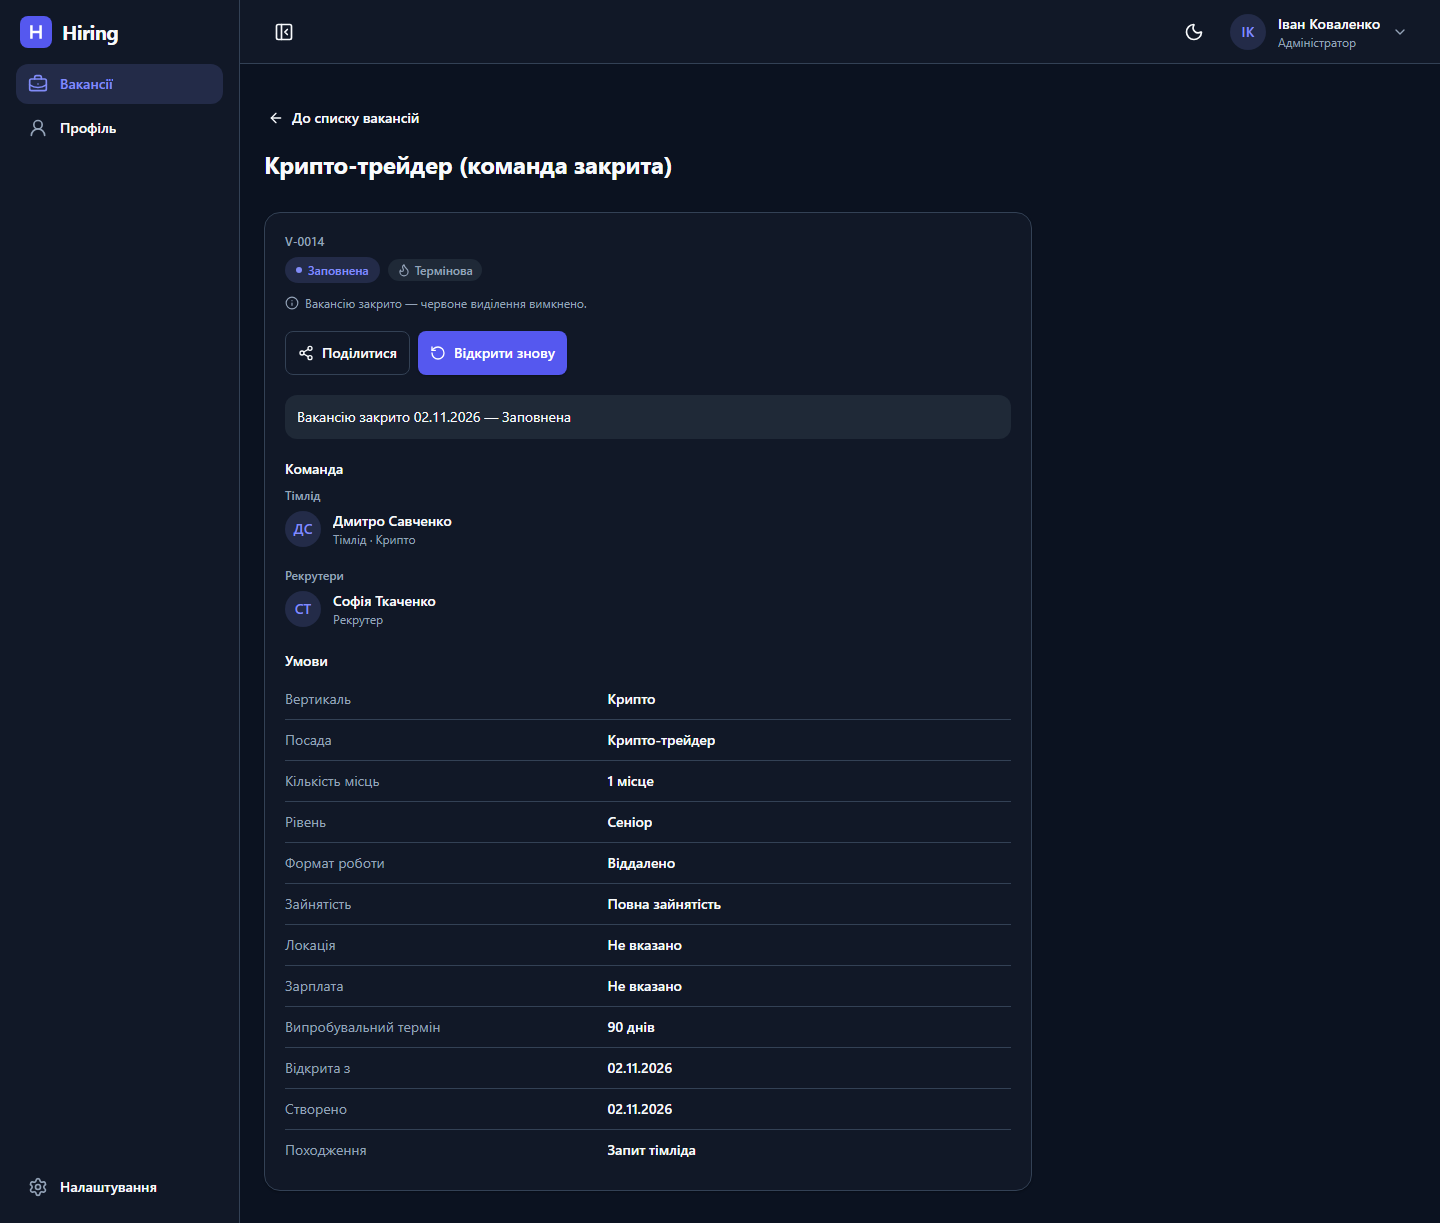 H Hiring
Вакансії
Профіль
Налаштування
ІК
Іван Коваленко
Адміністратор
До списку вакансій
Крипто-трейдер (команда закрита)
V-0014
Заповнена
Термінова
Вакансію закрито — червоне виділення вимкнено.
Поділитися
Відкрити знову
Вакансію закрито 02.11.2026 — Заповнена
Команда
Тімлід
ДС
Дмитро Савченко
Тімлід · Крипто
Рекрутери
СТ
Софія Ткаченко
Рекрутер
Умови
Вертикаль Крипто
Посада Крипто-трейдер
Кількість місць 1 місце
Рівень Сеніор
Формат роботи Віддалено
Зайнятість Повна зайнятість
Локація Не вказано
Зарплата Не вказано
Випробувальний термін 90 днів
Відкрита з 02.11.2026
Створено 02.11.2026
Походження Запит тімліда